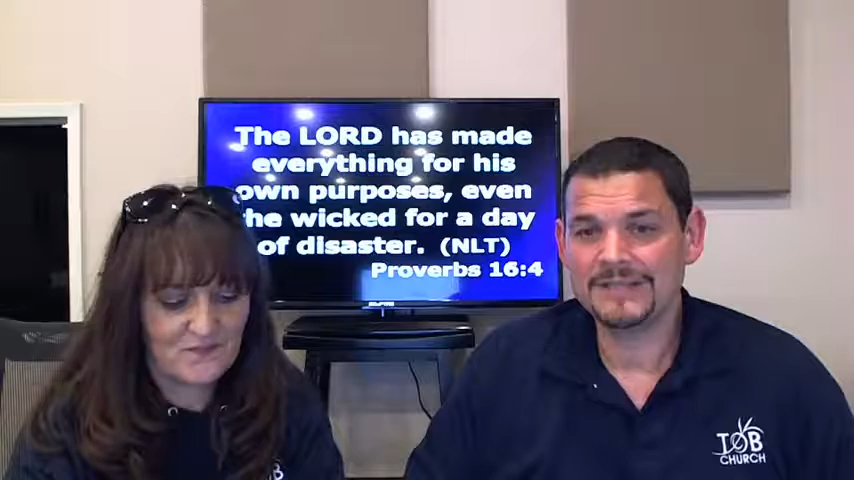 The LORD has made
everything for his
own purposes, even
the wicked for a day
of disaster. (NLT)
Proverbs 16:4
TOB
CHURCH
B